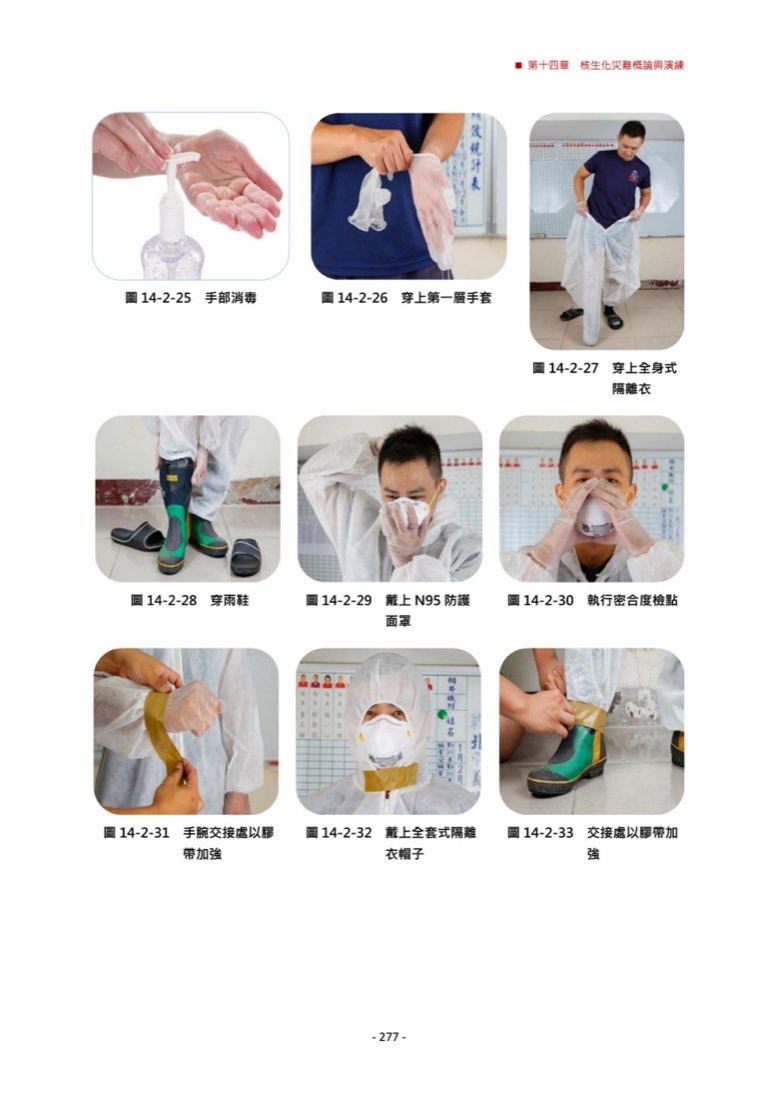 ■ 第十四章　核生化災難概論與演練
圖 14-2-25　手部消毒
圖 14-2-26　穿上第一層手套
圖 14-2-27　穿上全身式
隔離衣
圖 14-2-28　穿雨鞋
圖 14-2-29　戴上 N95 防護
面罩
圖 14-2-30　執行密合度檢點
圖 14-2-31　手腕交接處以膠
帶加強
圖 14-2-32　戴上全套式隔離
衣帽子
圖 14-2-33　交接處以膠帶加
強
- 277 -